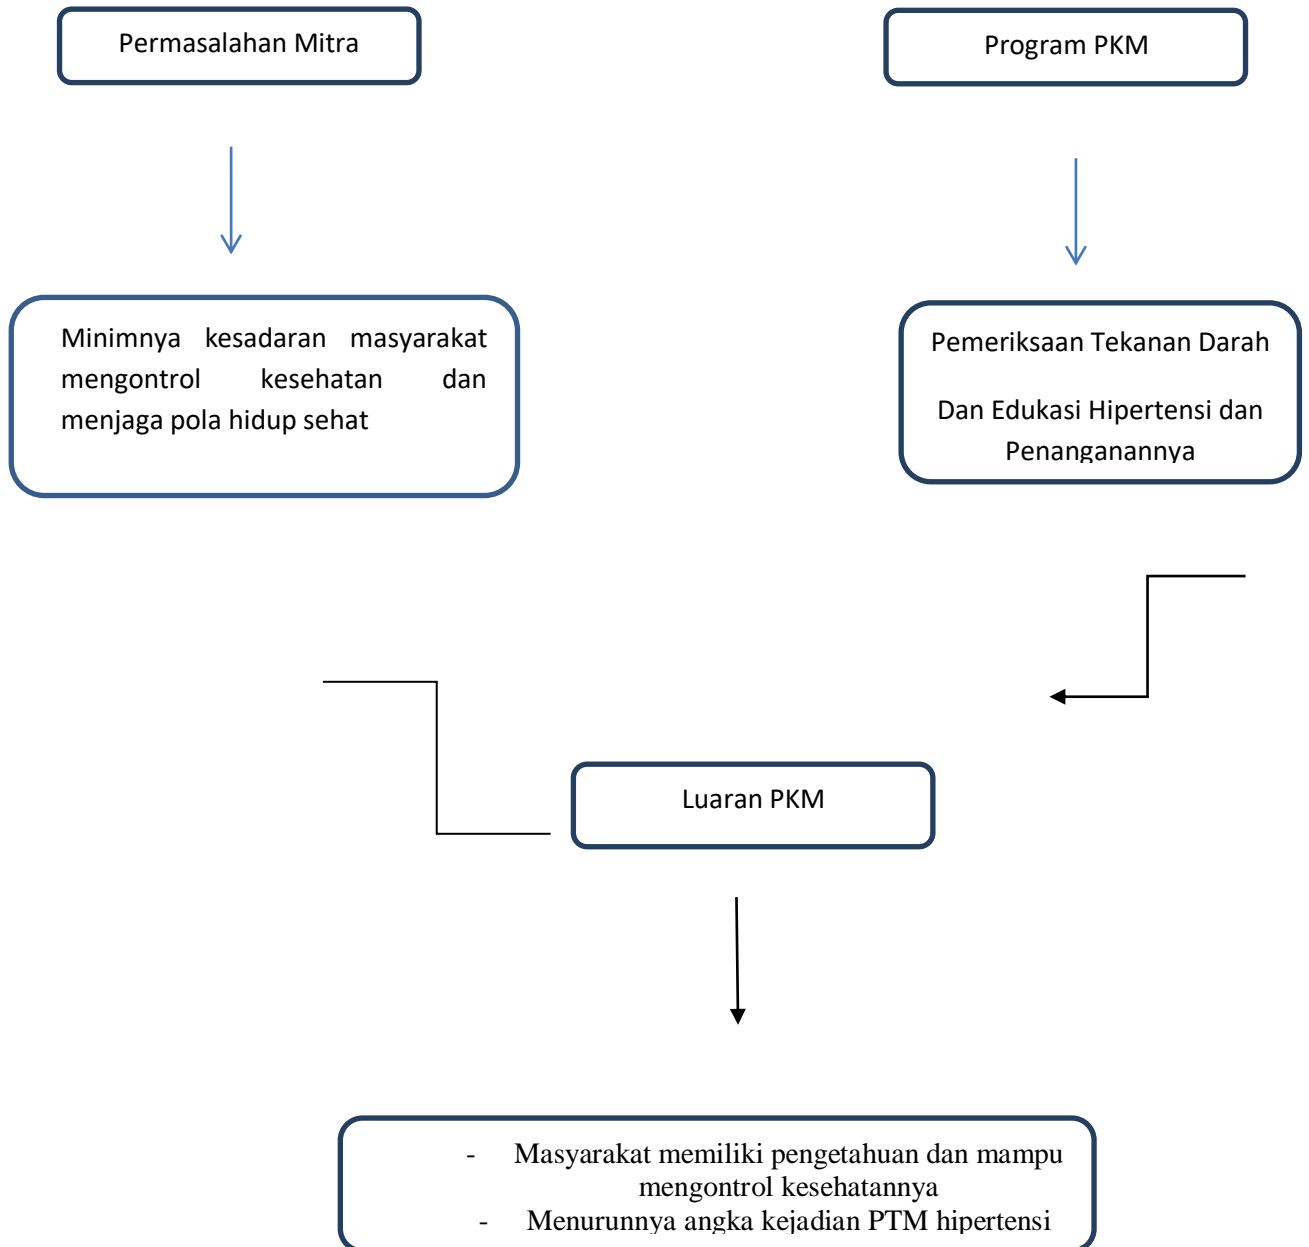 Permasalahan Mitra
Program PKM
Minimnya kesadaran masyarakat
mengontrol kesehatan dan
menjaga pola hidup sehat
Pemeriksaan Tekanan Darah
Dan Edukasi Hipertensi dan
Penanganannya
Luaran PKM
- Masyarakat memiliki pengetahuan dan mampu
mengontrol kesehatannya
- Menurunnya angka kejadian PTM hipertensi